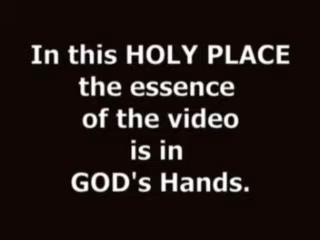 In this HOLY PLACE
the essence
of the video
is in
GOD's Hands.